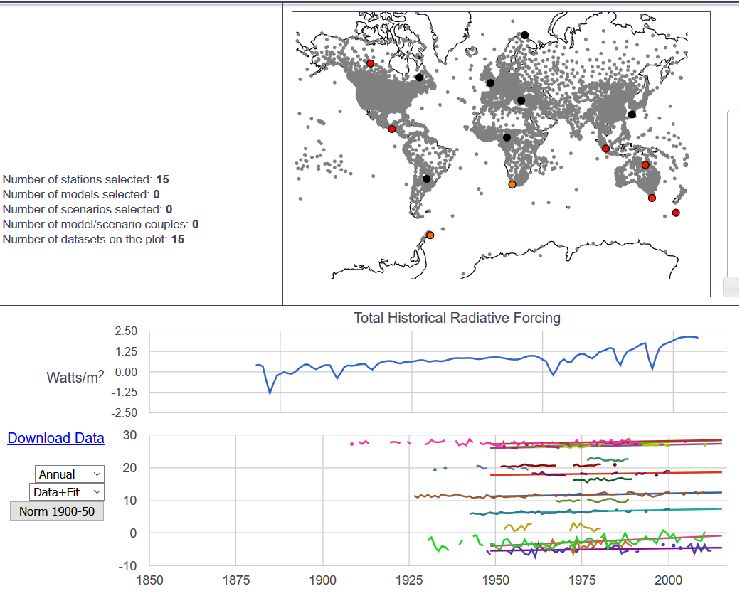 Number of stations selected: 15
Number of models selected: 0
Number of scenarios selected: 0
Number of model/scenario couples: 0
Number of datasets on the plot: 15
Total Historical Radiative Forcing
Watts/m2
2.50
1.25
0.00
-1.25
-2.50
Download Data
Annual
Data+Fit
Norm 1900-50
30
20
10
0
-10
1850 1875 1900 1925 1950 1975 2000